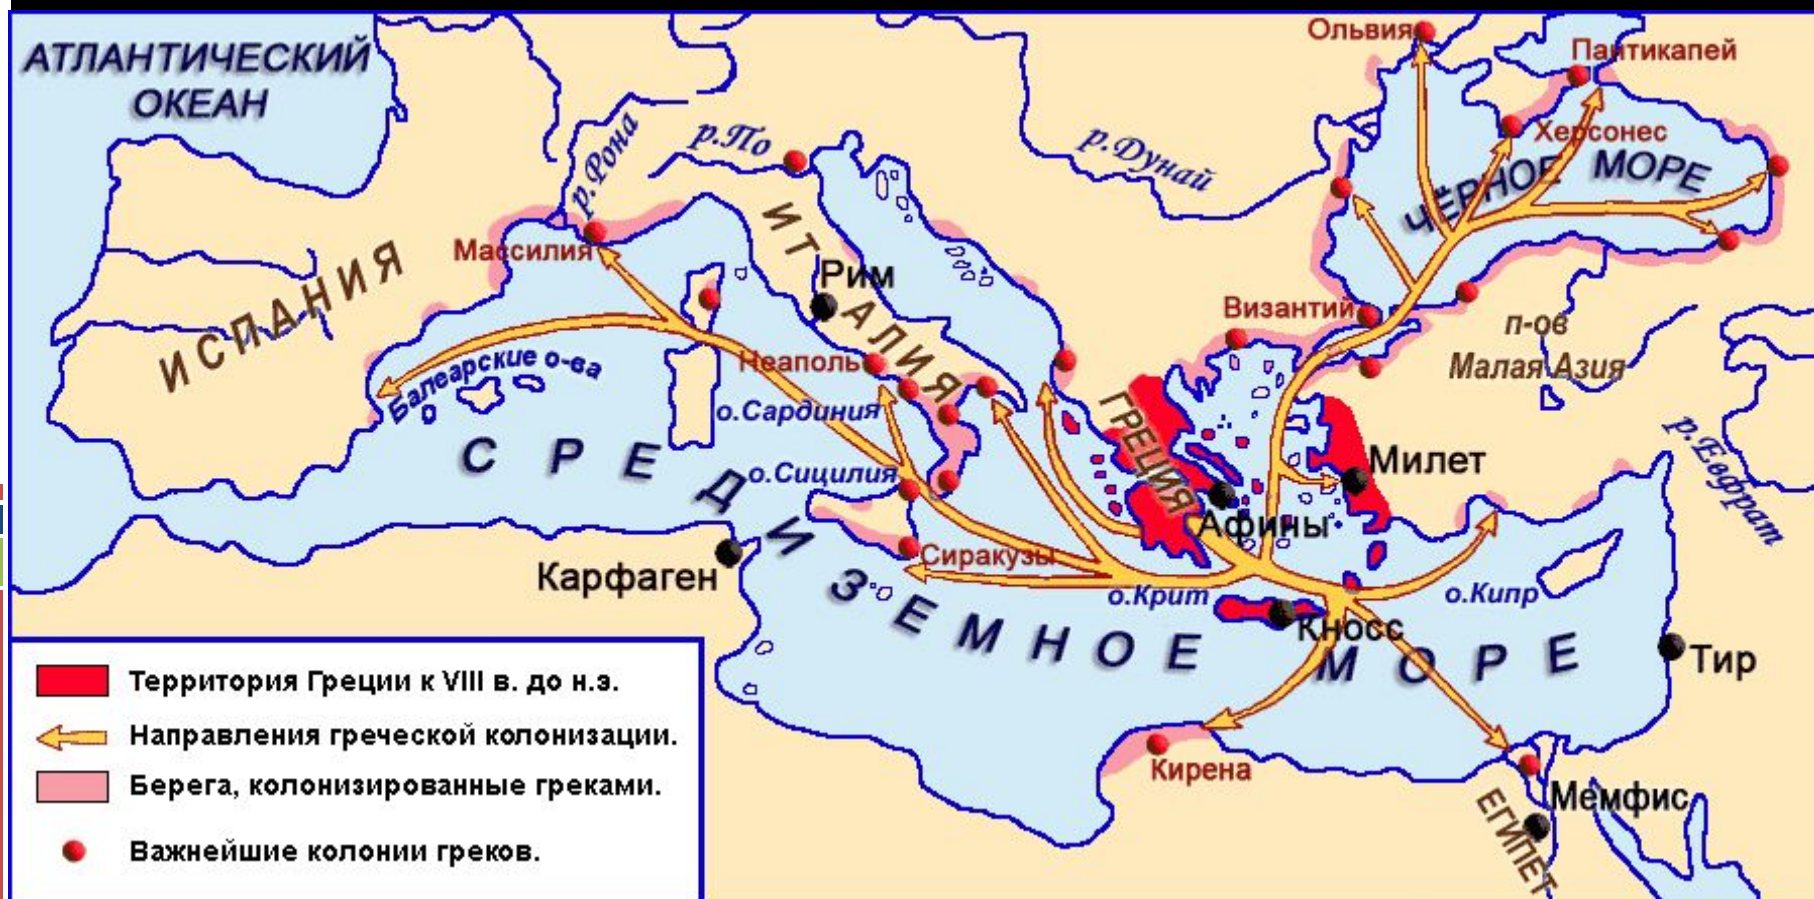 АТЛАНТИЧЕСКИЙ
ОКЕАН
Ольвия
Пантикапей
Херсонес
ЧЁРНОЕ МОРЕ
р.Рона
р.По
р.Дунай
Массилия
ИСПАНИЯ
ИТАЛИЯ
Рим
Византий
п-ов
Малая Азия
Неаполь
Балеарские о-ва
о.Сардиния
ГРЕЦИЯ
р.Евфрат
СРЕДИЗЕМНОЕ МОРЕ
о.Сицилия
Милет
Афины
Сиракузы
Карфаген
о.Крит
о.Кипр
Кносс
Тир
Кирена
Мемфис
ЕГИПЕТ
Территория Греции к VIII в. до н.э.
Направления греческой колонизации.
Берега, колонизированные греками.
Важнейшие колонии греков.